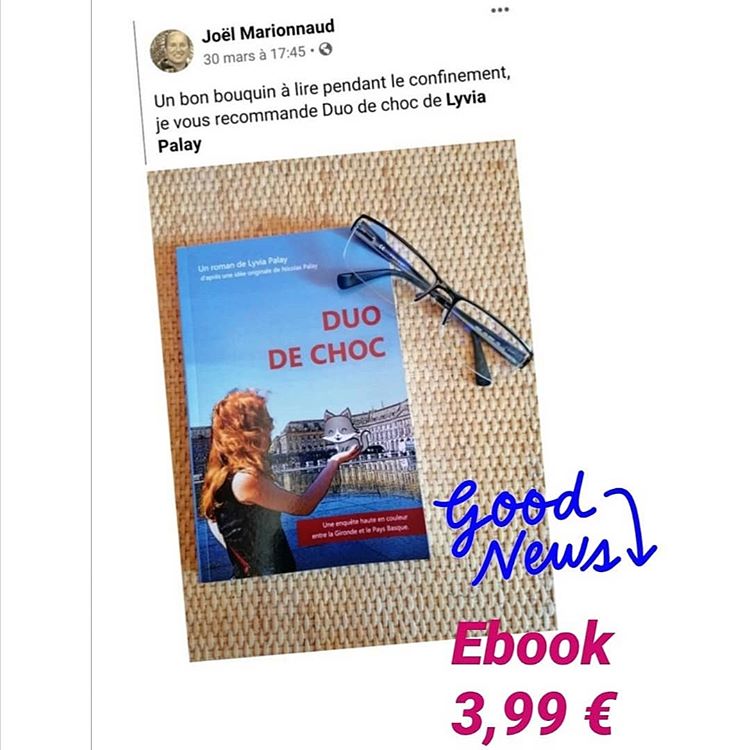 Joël Marionnaud
30 mars à 17:45
Un bon bouquin à lire pendant le confinement,
je vous recommande Duo de choc de Lyvia
Palay
Un roman de Lyvia Palay
d'après une idée originale de Nicolas Palay
DUO
DE CHOC
Une enquête haute en couleur
entre la Gironde et le Pays Basque.
Good
News
Ebook
3,99 €